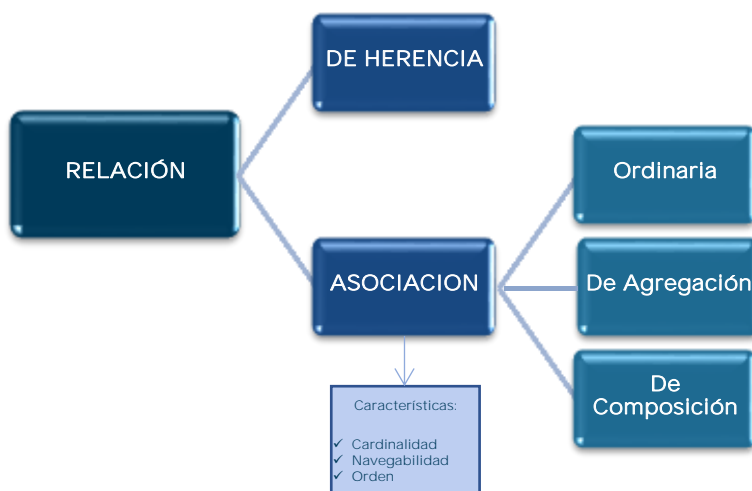 DE HERENCIA
RELACIÓN
Ordinaria
ASOCIACION
De Agregación
De
Composición
Características:
✓ Cardinalidad
✓ Navegabilidad
✓ Orden